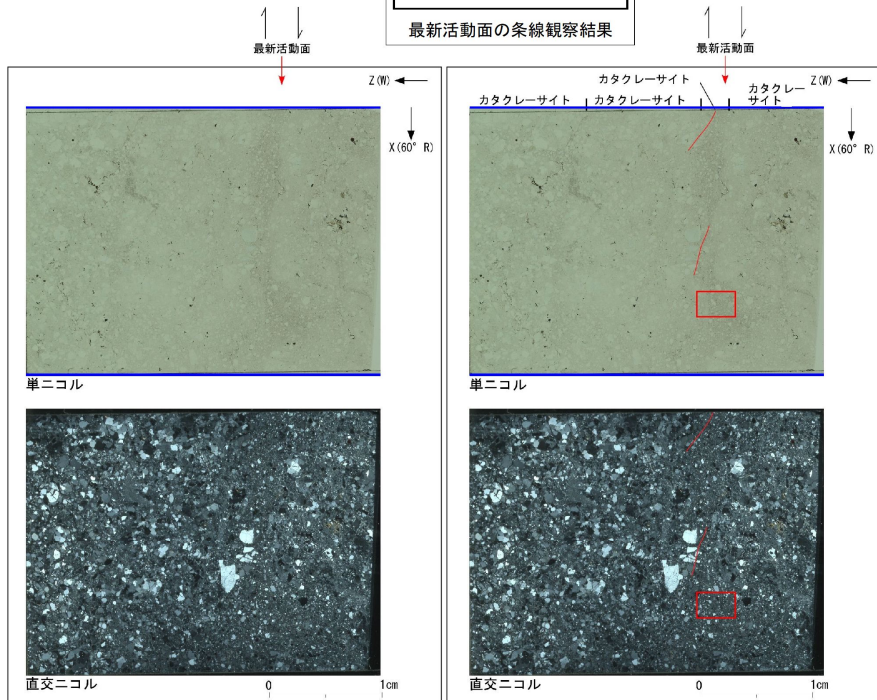 最新活動面の条線観察結果
最新活動面
Z(W)
X(60° R)
単ニコル
直交ニコル
0
1cm
最新活動面
カタクレーサイト
Z(W)
カタクレーサイト
カタクレーサイト
カタクレー
サイト
X(60° R)
単ニコル
直交ニコル
0
1cm